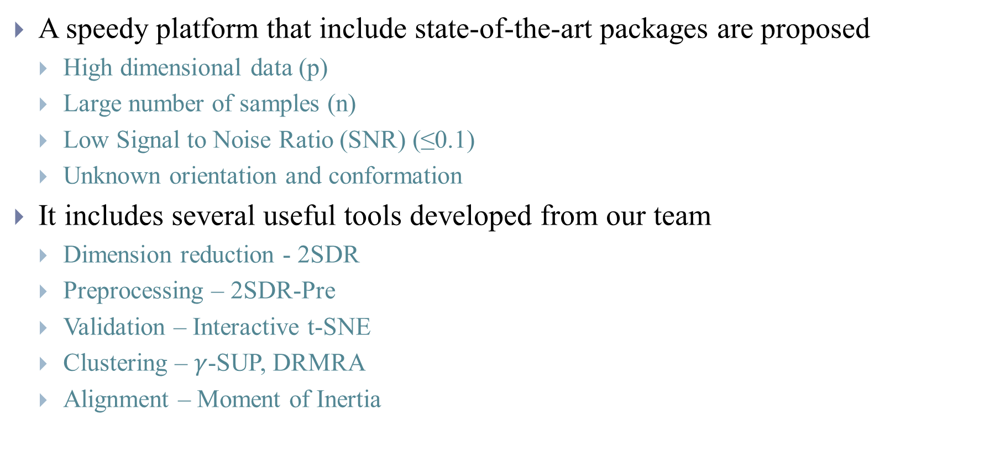 A speedy platform that include state-of-the-art packages are proposed
High dimensional data (p)
Large number of samples (n)
Low Signal to Noise Ratio (SNR) (≤0.1)
Unknown orientation and conformation
It includes several useful tools developed from our team
Dimension reduction - 2SDR
Preprocessing – 2SDR-Pre
Validation – Interactive t-SNE
Clustering – γ-SUP, DRMRA
Alignment – Moment of Inertia